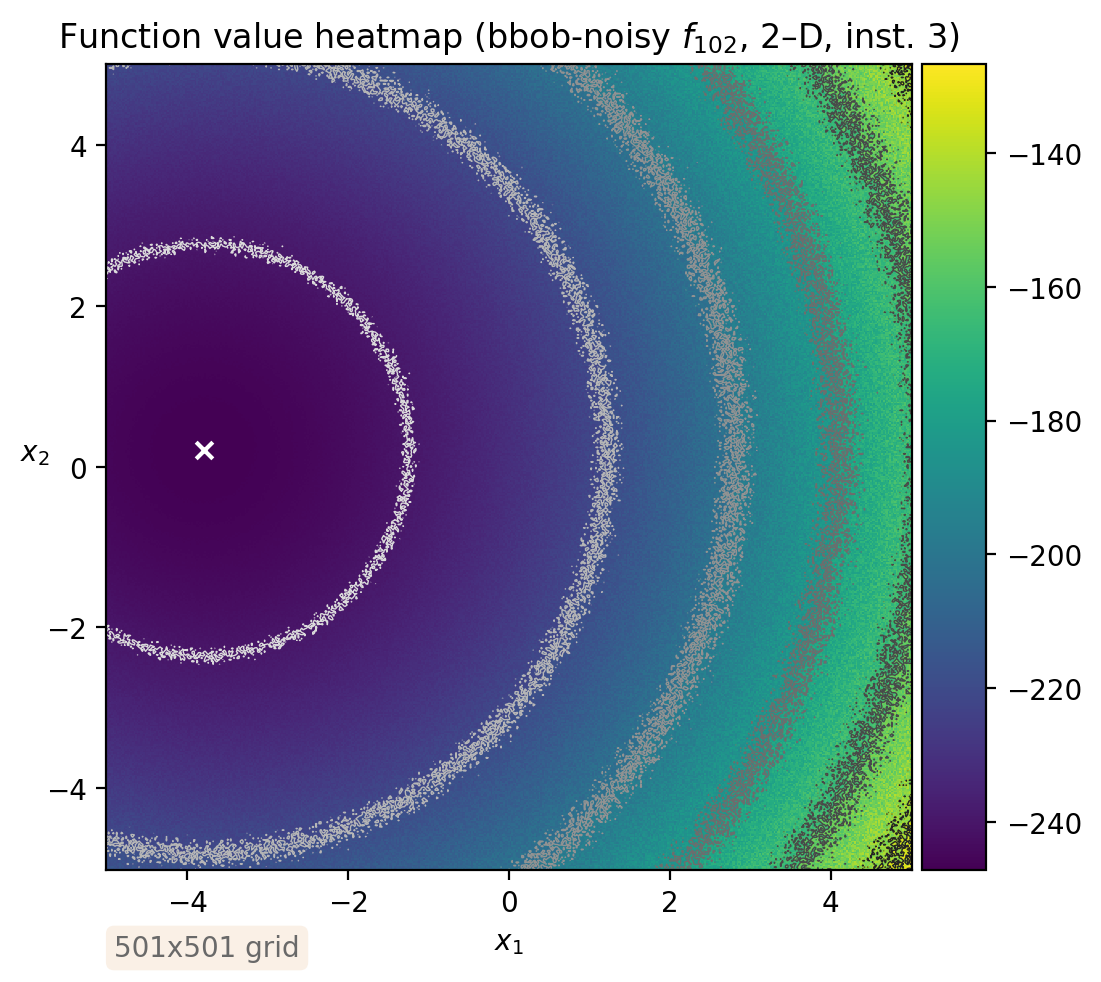 Function value heatmap (bbob-noisy f₁₀₂, 2–D, inst. 3)
4
2
0
−2
−4
x₂
−4 −2 0 2 4
x₁
−140
−160
−180
−200
−220
−240
501x501 grid